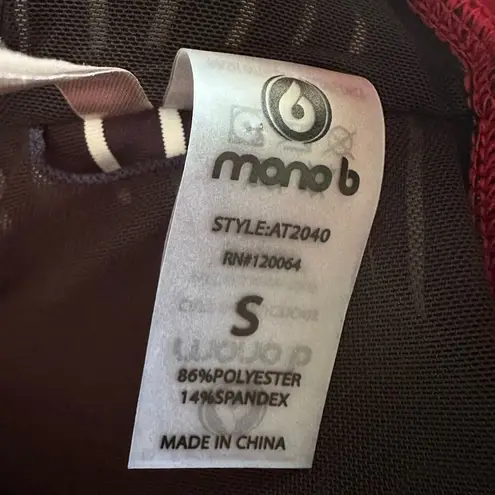 mono b
STYLE:AT2040
RN#120064
S
86%POLYESTER
14%SPANDEX
MADE IN CHINA